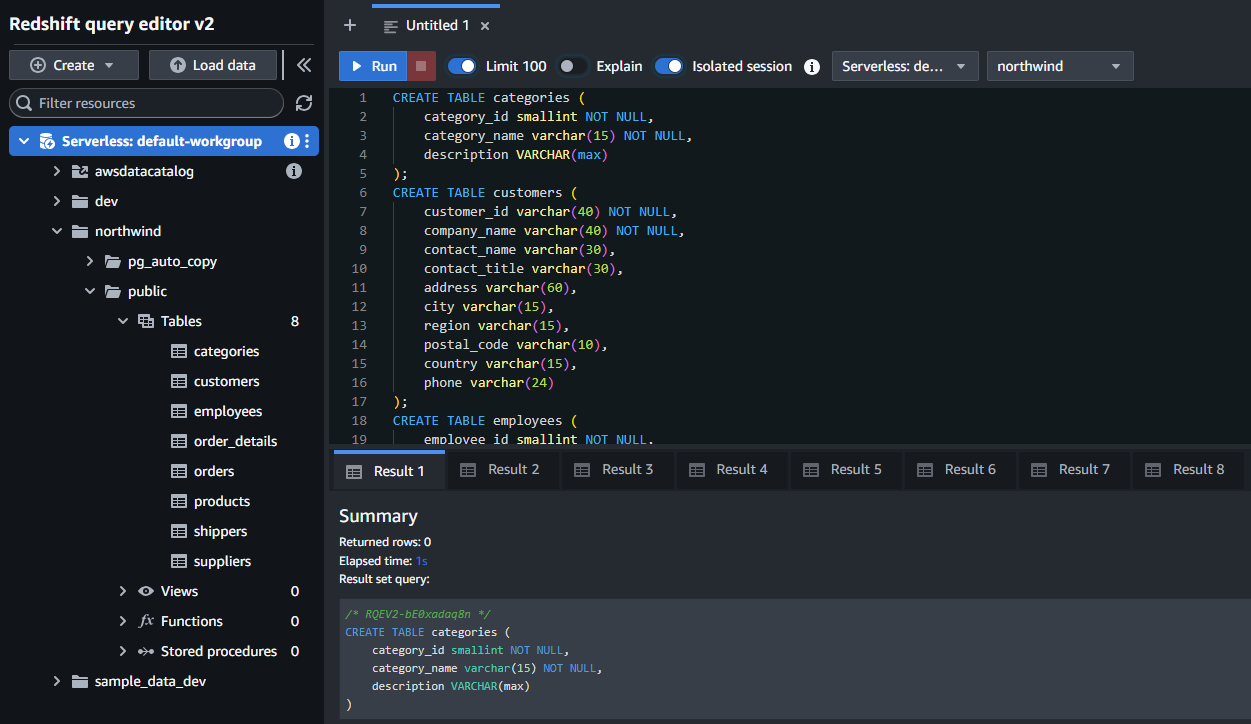 Redshift query editor v2
Create
Load data
Filter resources
Serverless: default-workgroup
awsdatacatalog
dev
northwind
pg_auto_copy
public
Tables 8
categories
customers
employees
order_details
orders
products
shippers
suppliers
Views 0
Functions 0
Stored procedures 0
sample_data_dev
Untitled 1
Run
Limit 100
Explain
Isolated session
Serverless: de...
northwind
1 CREATE TABLE categories (
2 category_id smallint NOT NULL,
3 category_name varchar(15) NOT NULL,
4 description VARCHAR(max)
5 );
6 CREATE TABLE customers (
7 customer_id varchar(40) NOT NULL,
8 company_name varchar(40) NOT NULL,
9 contact_name varchar(30),
10 contact_title varchar(30),
11 address varchar(60),
12 city varchar(15),
13 region varchar(15),
14 postal_code varchar(10),
15 country varchar(15),
16 phone varchar(24)
17 );
18 CREATE TABLE employees (
19 employee_id smallint NOT NULL,
Result 1
Result 2
Result 3
Result 4
Result 5
Result 6
Result 7
Result 8
Summary
Returned rows: 0
Elapsed time: 1s
Result set query:
/* RQEV2-bE0xadaq8n */
CREATE TABLE categories (
category_id smallint NOT NULL,
category_name varchar(15) NOT NULL,
description VARCHAR(max)
)